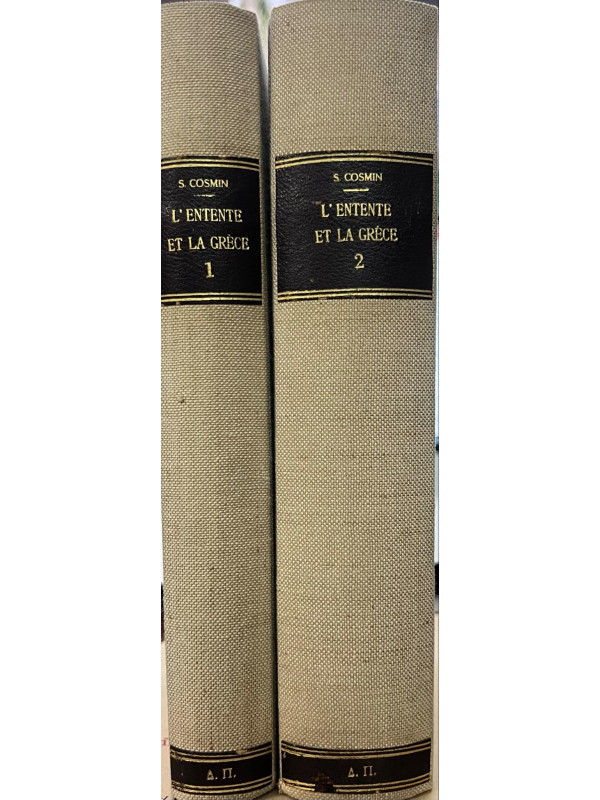 S. COSMIN
L'ENTENTE
ET LA GRÈCE
1
Δ. Π.
S. COSMIN
L'ENTENTE
ET LA GRÈCE
2
Δ. Π.